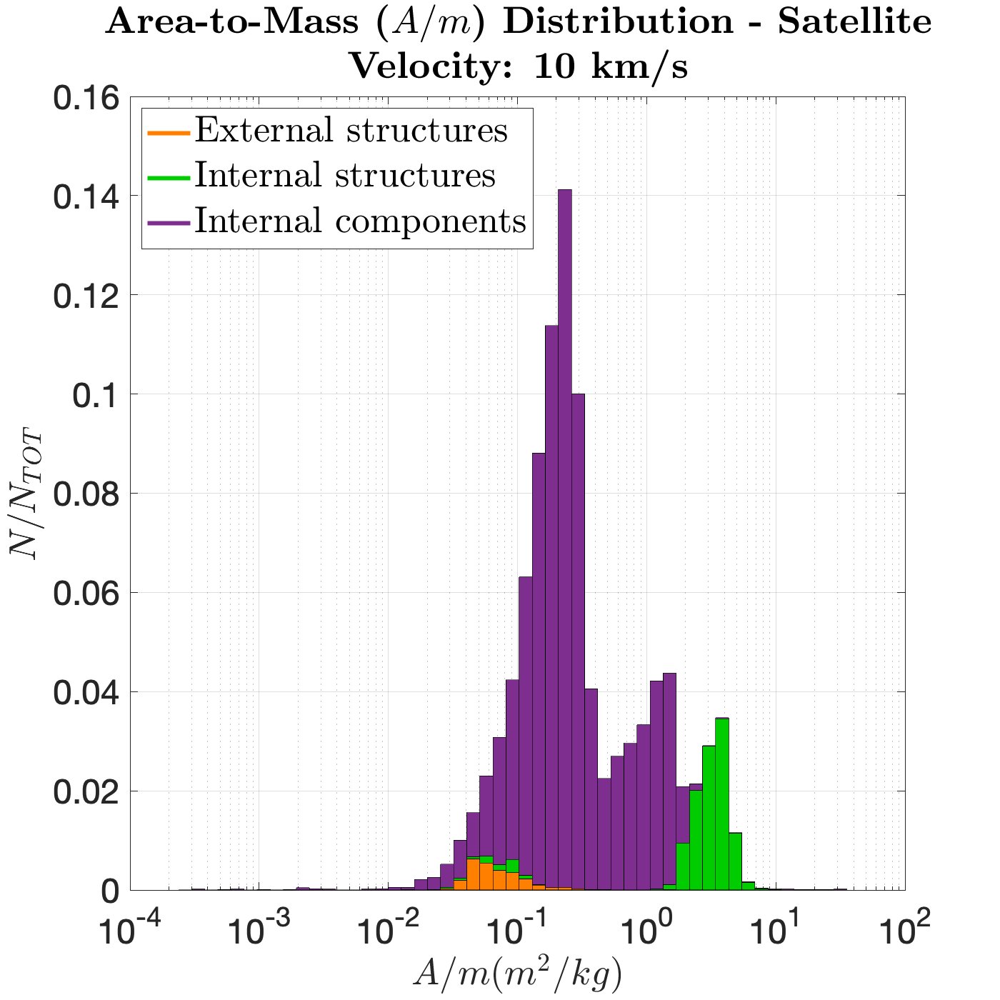 Area-to-Mass (A/m) Distribution - Satellite
Velocity: 10 km/s
External structures
Internal structures
Internal components
0.16
0.14
0.12
0.1
0.08
0.06
0.04
0.02
0
N/N_{TOT}
10^{-4} 10^{-3} 10^{-2} 10^{-1} 10^{0} 10^{1} 10^{2}
A/m(m^{2}/kg)